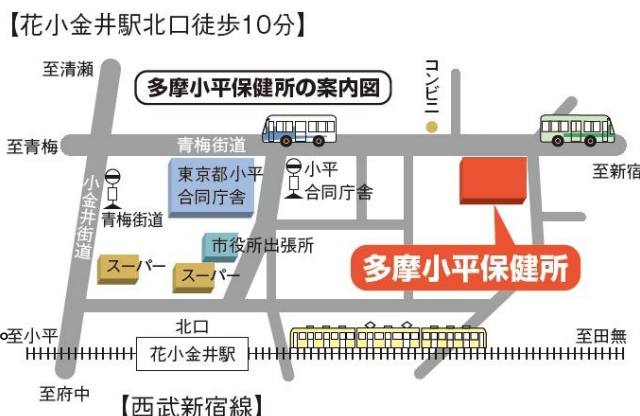 【花小金井駅北口徒歩10分】
至清瀬
多摩小平保健所の案内図
コンビニ
至青梅
青梅街道
至新宿
小金井街道
青梅街道
東京都小平
合同庁舎
小平
合同庁舎
市役所出張所
スーパー
スーパー
多摩小平保健所
至小平
北口
花小金井駅
至田無
至府中
【西武新宿線】